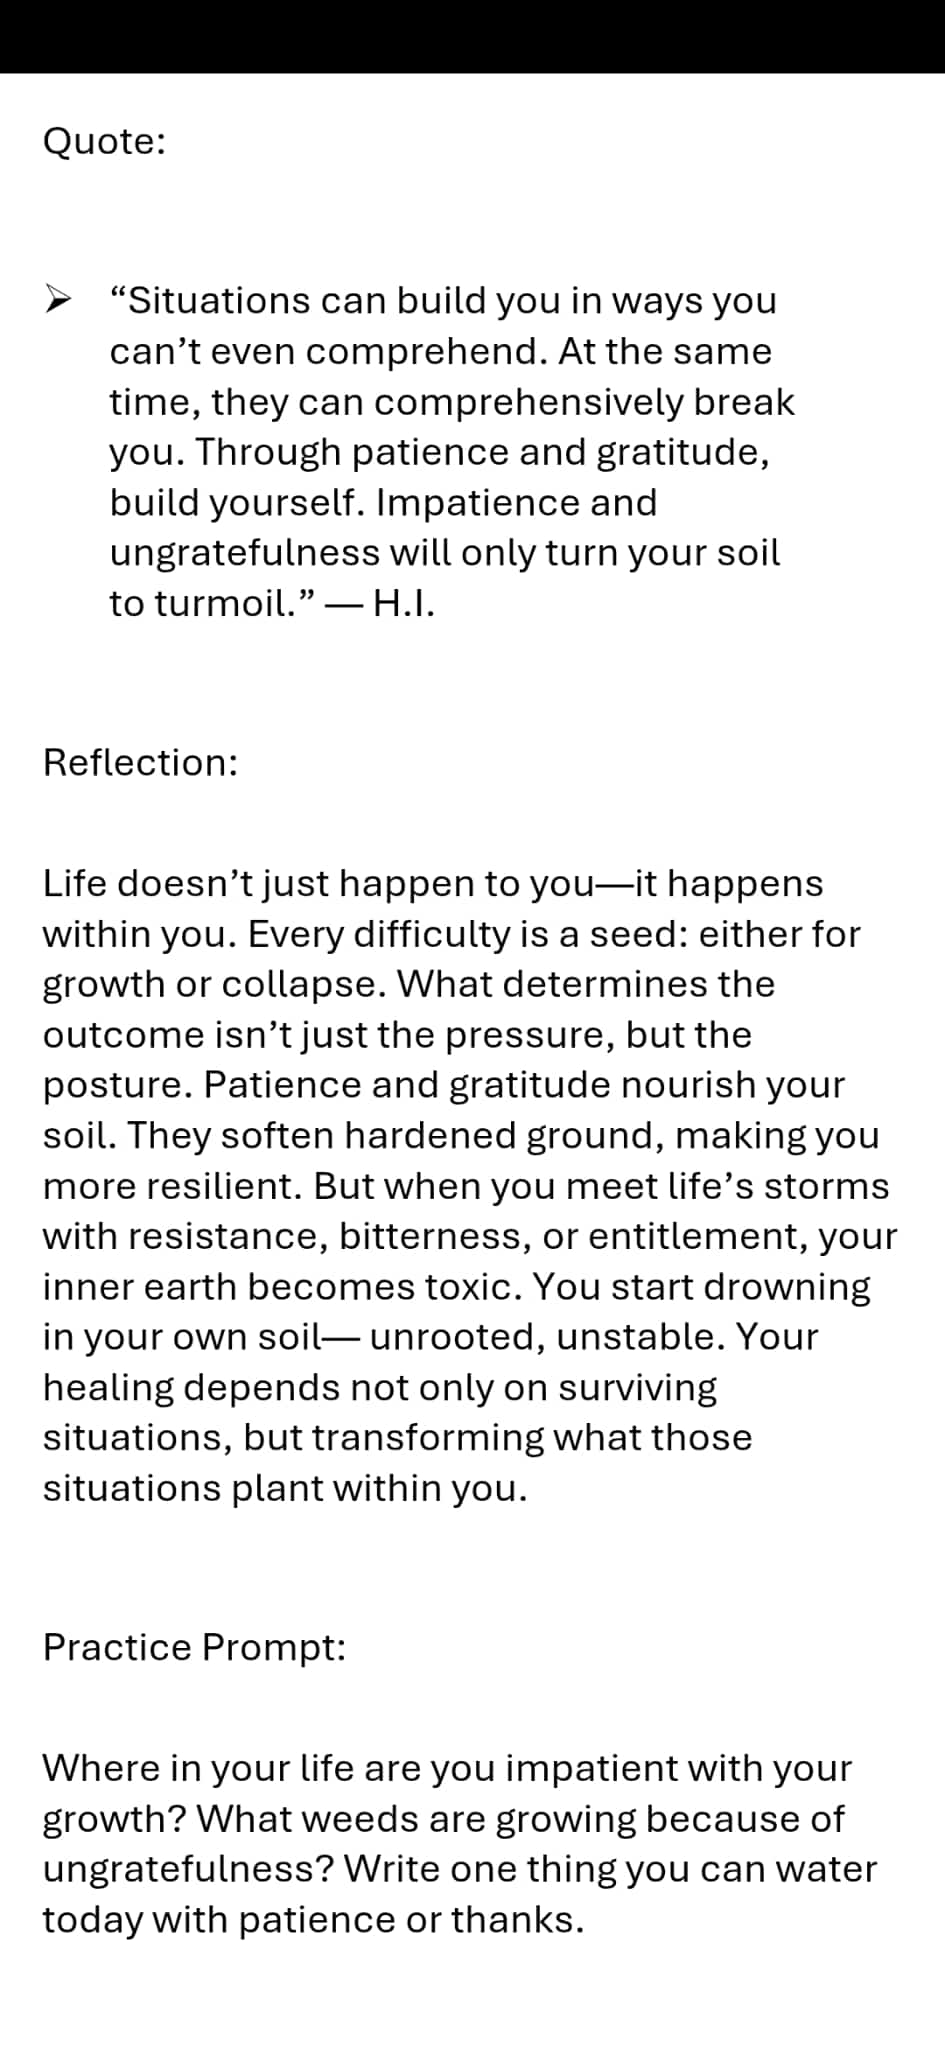 Quote:
➢ “Situations can build you in ways you
can’t even comprehend. At the same
time, they can comprehensively break
you. Through patience and gratitude,
build yourself. Impatience and
ungratefulness will only turn your soil
to turmoil.” — H.I.
Reflection:
Life doesn’t just happen to you—it happens
within you. Every difficulty is a seed: either for
growth or collapse. What determines the
outcome isn’t just the pressure, but the
posture. Patience and gratitude nourish your
soil. They soften hardened ground, making you
more resilient. But when you meet life’s storms
with resistance, bitterness, or entitlement, your
inner earth becomes toxic. You start drowning
in your own soil— unrooted, unstable. Your
healing depends not only on surviving
situations, but transforming what those
situations plant within you.
Practice Prompt:
Where in your life are you impatient with your
growth? What weeds are growing because of
ungratefulness? Write one thing you can water
today with patience or thanks.